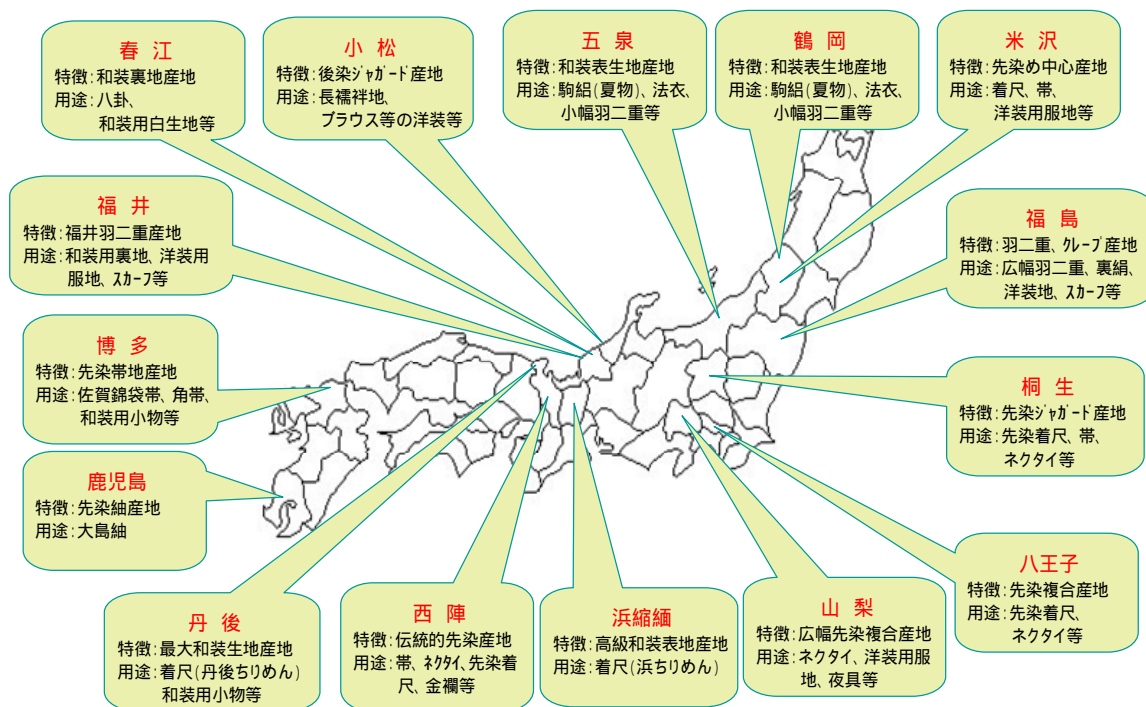 春 江
特徴:和装裏地産地
用途:八卦、
和装用白生地等
小 松
特徴:後染ｼﾞｬｶﾞｰﾄﾞ産地
用途:長襦袢地、
ブラウス等の洋装等
五 泉
特徴:和装表生地産地
用途:駒絽(夏物)、法衣、
小幅羽二重等
鶴 岡
特徴:和装表生地産地
用途:駒絽(夏物)、法衣、
小幅羽二重等
米 沢
特徴:先染め中心産地
用途:着尺、帯、
洋装用服地等
福 井
特徴:福井羽二重産地
用途:和装用裏地、洋装用
服地、ｽｶｰﾌ等
福 島
特徴:羽二重、ｸﾚｰﾌﾟ産地
用途:広幅羽二重、裏絹、
洋装地、ｽｶｰﾌ等
博 多
特徴:先染帯地産地
用途:佐賀錦袋帯、角帯、
和装用小物等
桐 生
特徴:先染ｼﾞｬｶﾞｰﾄﾞ産地
用途:先染着尺、帯、
ネクタイ等
鹿児島
特徴:先染紬産地
用途:大島紬
八王子
特徴:先染複合産地
用途:先染着尺、
ネクタイ等
丹 後
特徴:最大和装生地産地
用途:着尺(丹後ちりめん)
和装用小物等
西 陣
特徴:伝統的先染産地
用途:帯、ﾈｸﾀｲ、先染着
尺、金襴等
浜縮緬
特徴:高級和装表地産地
用途:着尺(浜ちりめん)
山 梨
特徴:広幅先染複合産地
用途:ネクタイ、洋装用服
地、夜具等